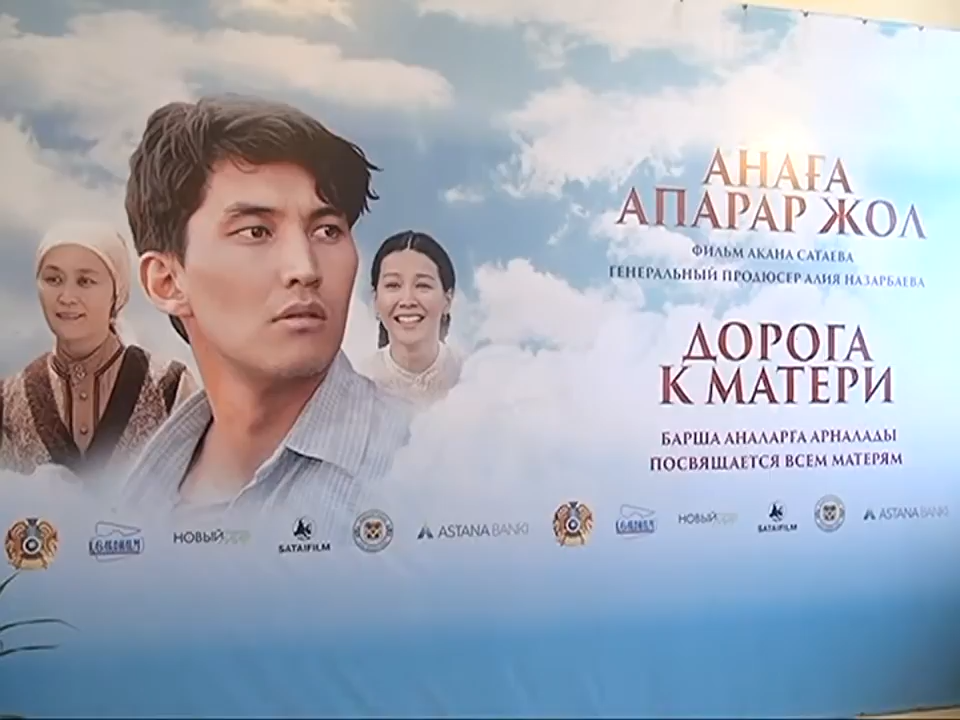 АНАҒА
АПАРАР ЖОЛ
ФИЛЬМ АКАНА САТАЕВА
ГЕНЕРАЛЬНЫЙ ПРОДЮСЕР АЛИЯ НАЗАРБАЕВА
ДОРОГА
К МАТЕРИ
БАРША АНАЛАРҒА АРНАЛАДЫ
ПОСВЯЩАЕТСЯ ВСЕМ МАТЕРЯМ
НОВЫЙ SATAIFILM ASTANA BANKI НОВЫЙ SATAIFILM ASTANA BANKI